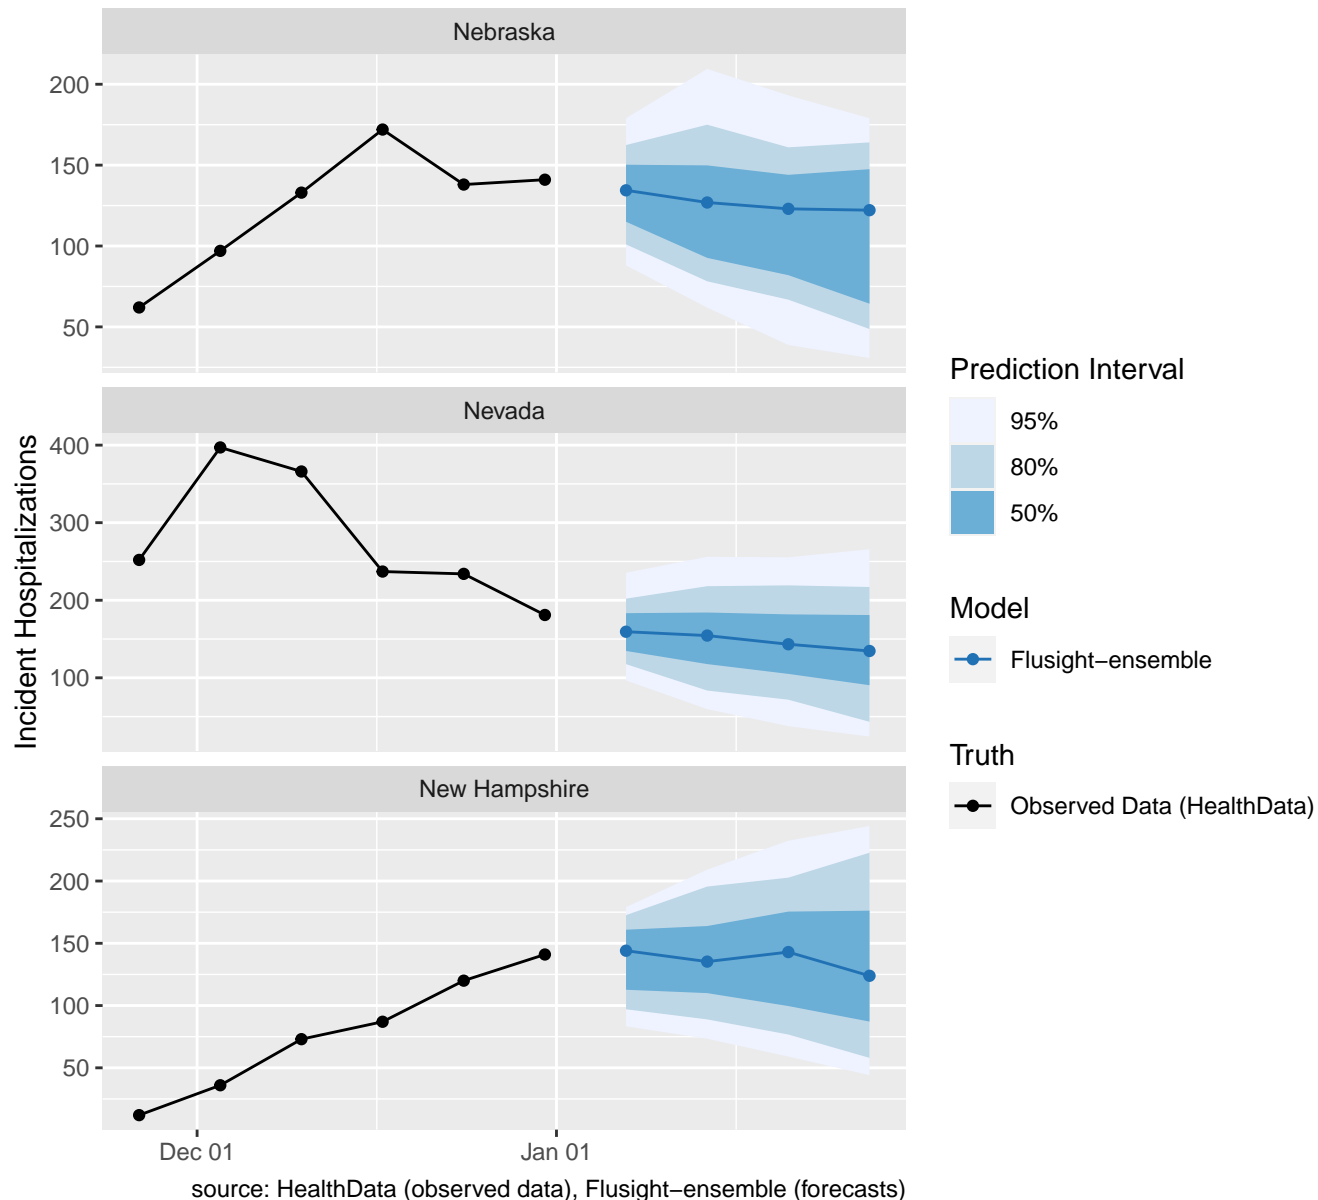 Nebraska
200
150
100
50
Nevada
400
300
200
100
New Hampshire
250
200
150
100
50
Dec 01
Jan 01
Incident Hospitalizations
source: HealthData (observed data), Flusight−ensemble (forecasts)
Prediction Interval
95%
80%
50%
Model
Flusight−ensemble
Truth
Observed Data (HealthData)